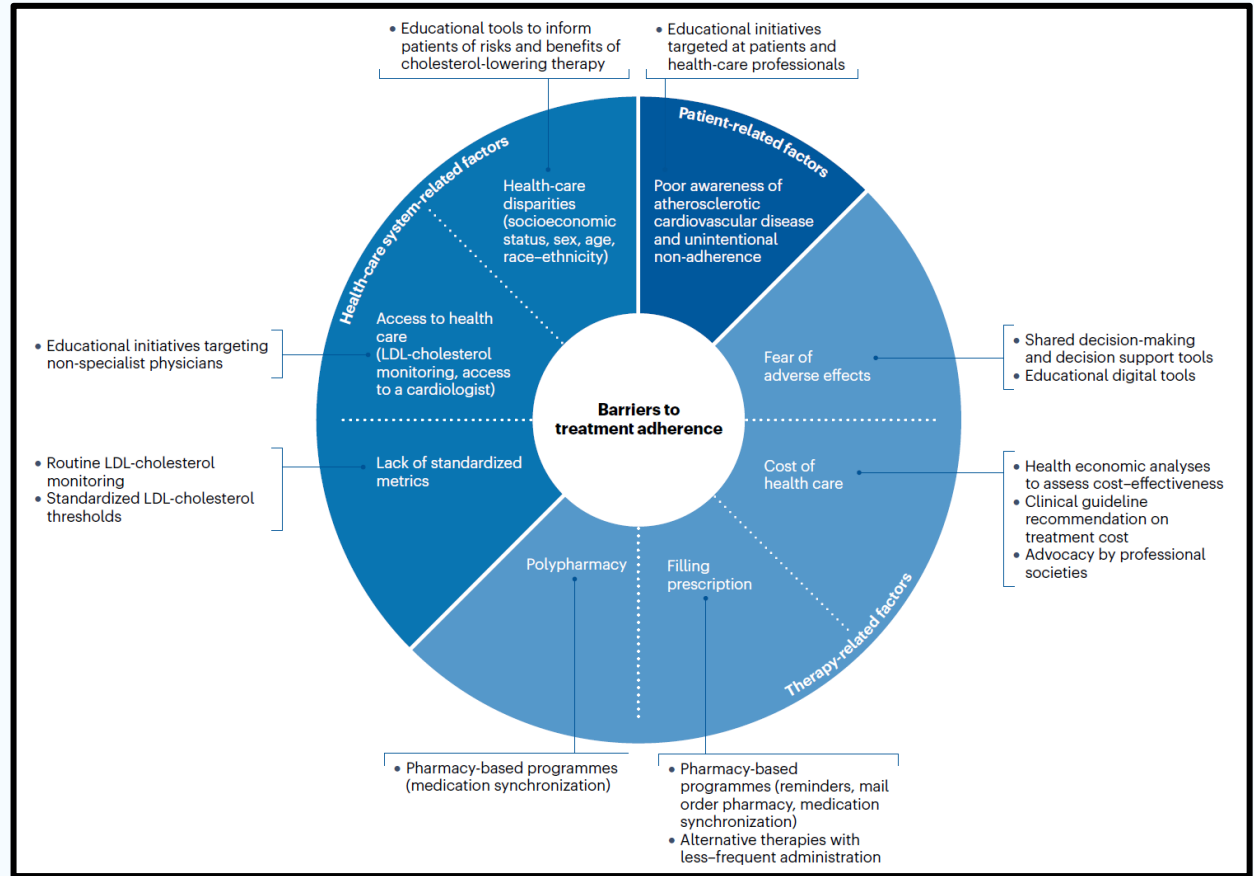 • Educational tools to inform
patients of risks and benefits of
cholesterol-lowering therapy
• Educational initiatives
targeted at patients and
health-care professionals
Patient-related factors
Poor awareness of
atherosclerotic
cardiovascular disease
and unintentional
non-adherence
Health-care system-related factors
Health-care
disparities
(socioeconomic
status, sex, age,
race–ethnicity)
Access to health
care
(LDL-cholesterol
monitoring, access
to a cardiologist)
• Educational initiatives targeting
non-specialist physicians
Lack of standardized
metrics
• Routine LDL-cholesterol
monitoring
• Standardized LDL-cholesterol
thresholds
Barriers to
treatment adherence
Fear of
adverse effects
• Shared decision-making
and decision support tools
• Educational digital tools
Cost of
health care
• Health economic analyses
to assess cost–effectiveness
• Clinical guideline
recommendation on
treatment cost
• Advocacy by professional
societies
Therapy-related factors
Polypharmacy
Filling
prescription
• Pharmacy-based programmes
(medication synchronization)
• Pharmacy-based
programmes (reminders, mail
order pharmacy, medication
synchronization)
• Alternative therapies with
less–frequent administration